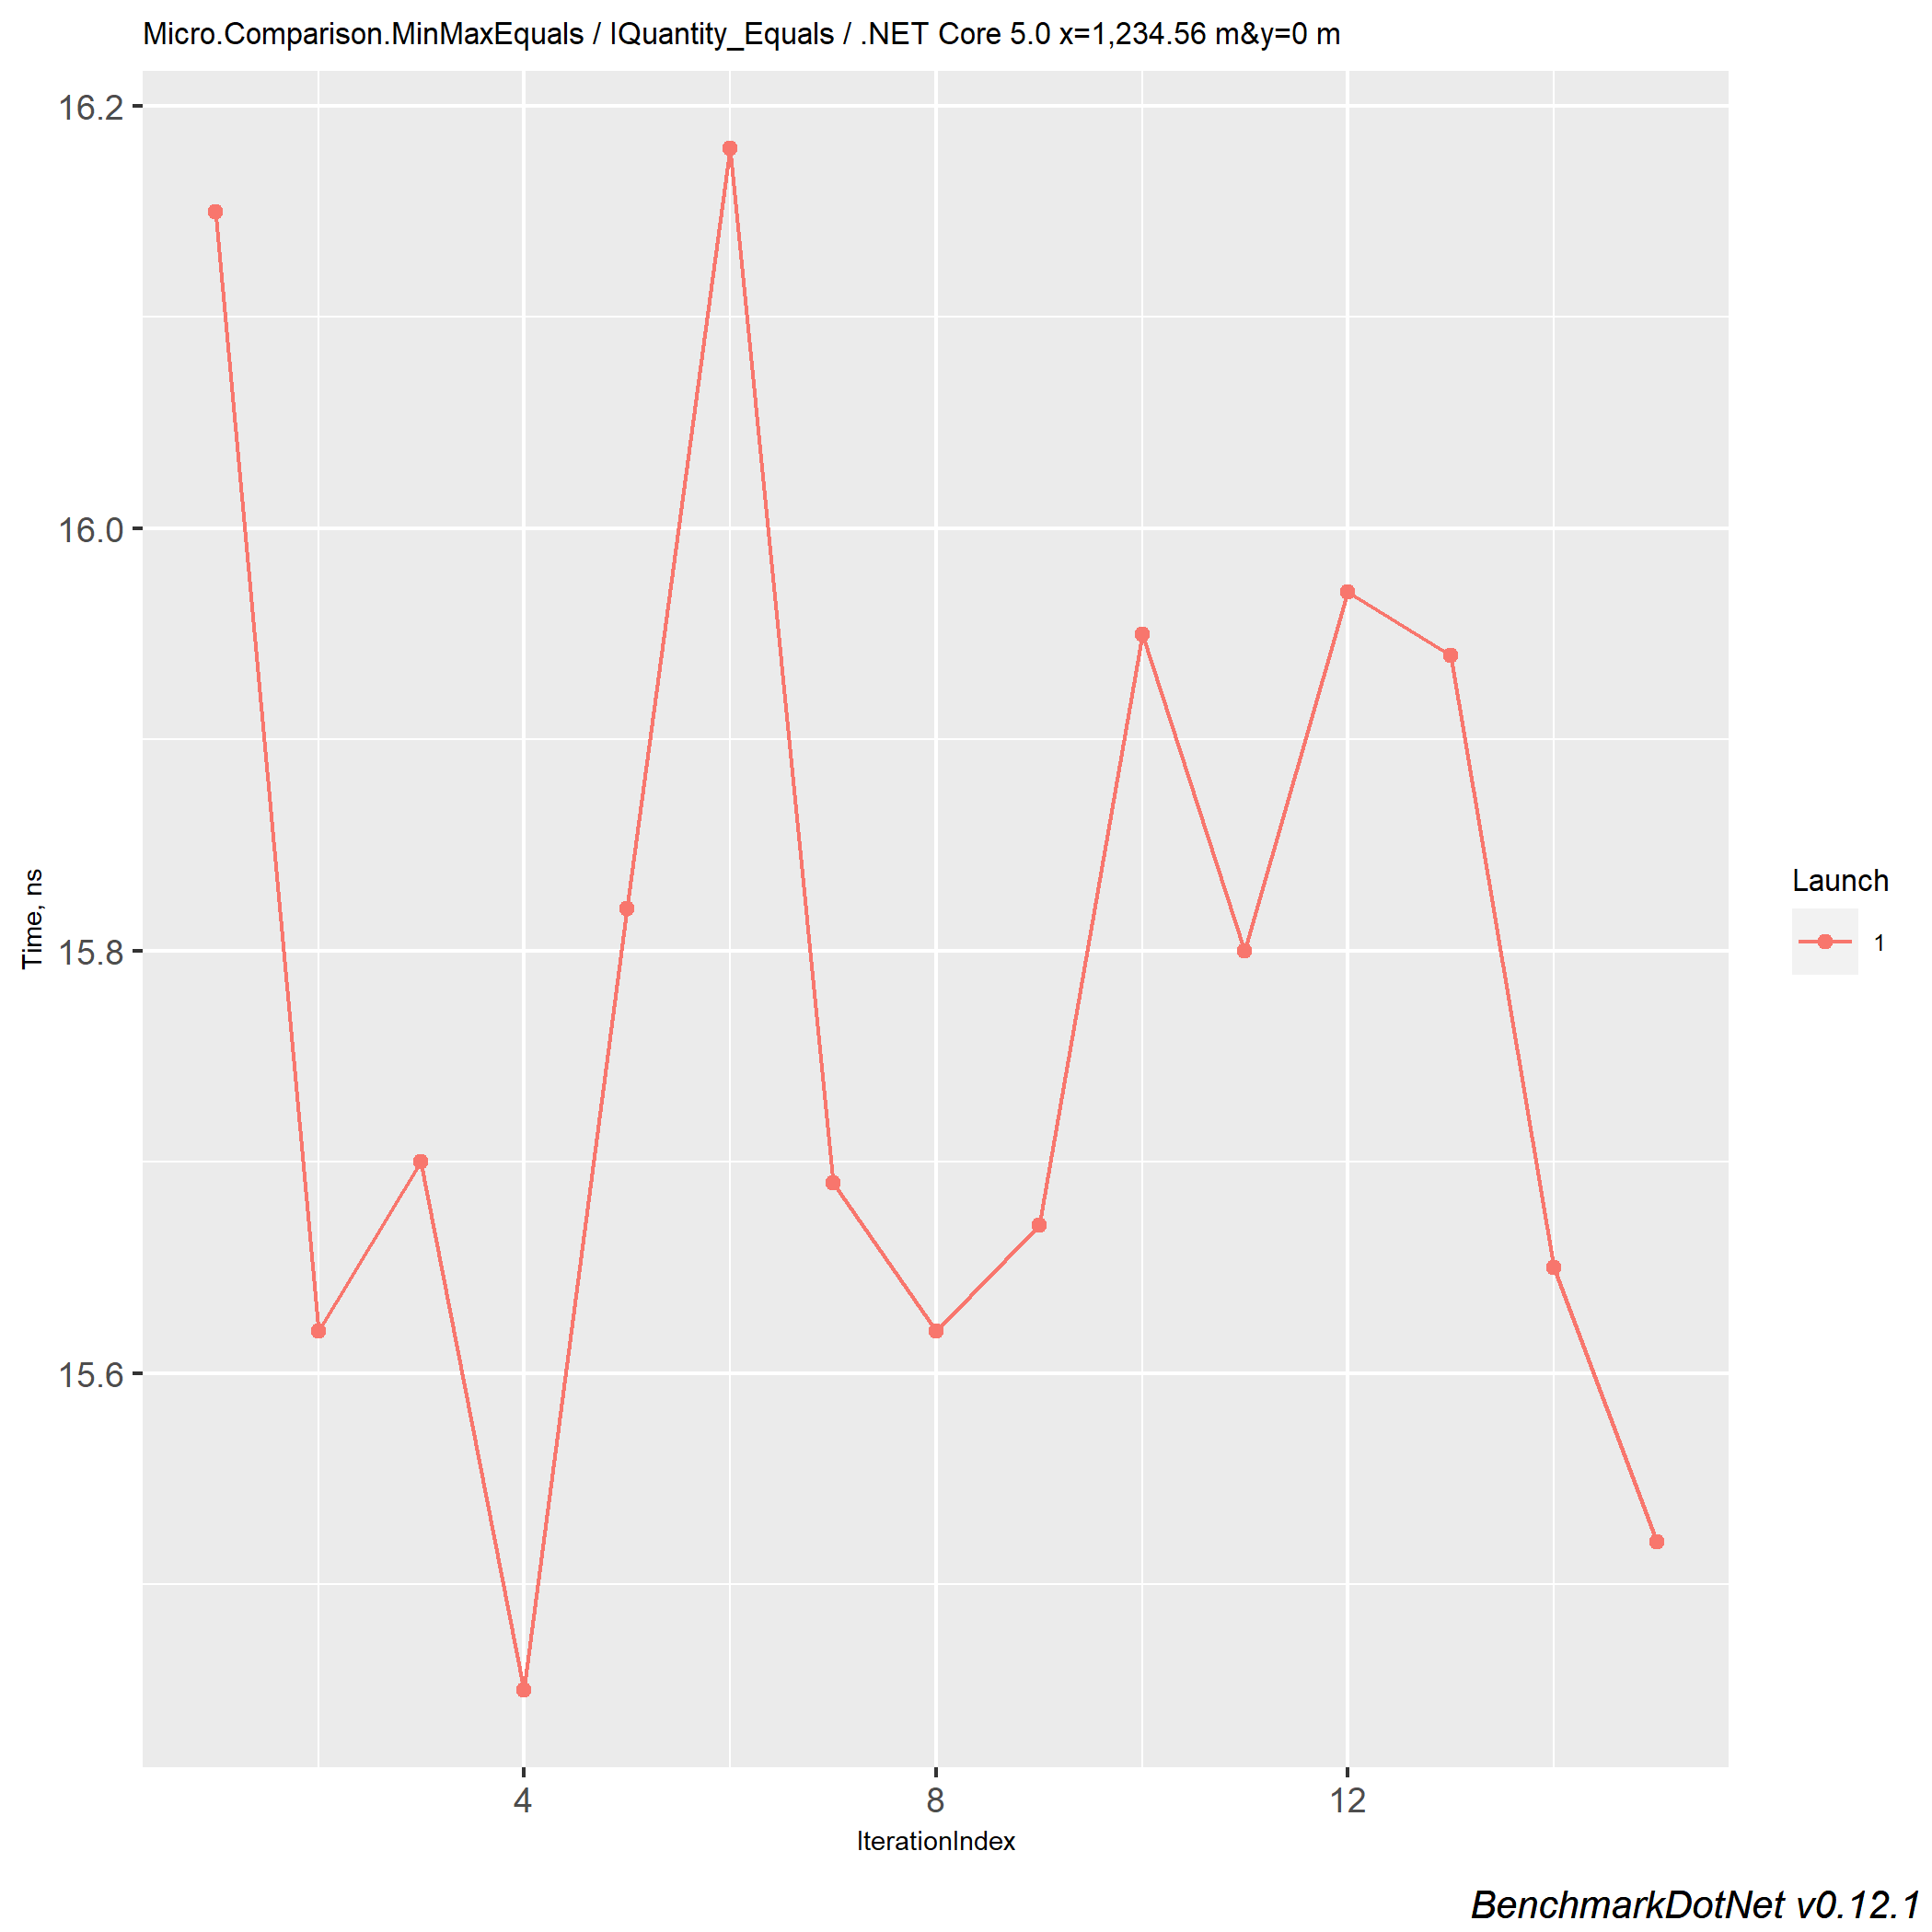 Micro.Comparison.MinMaxEquals / IQuantity_Equals / .NET Core 5.0 x=1,234.56 m&y=0 m
16.2
16.0
15.8
15.6
Time, ns
4 8 12
IterationIndex
Launch
1
BenchmarkDotNet v0.12.1